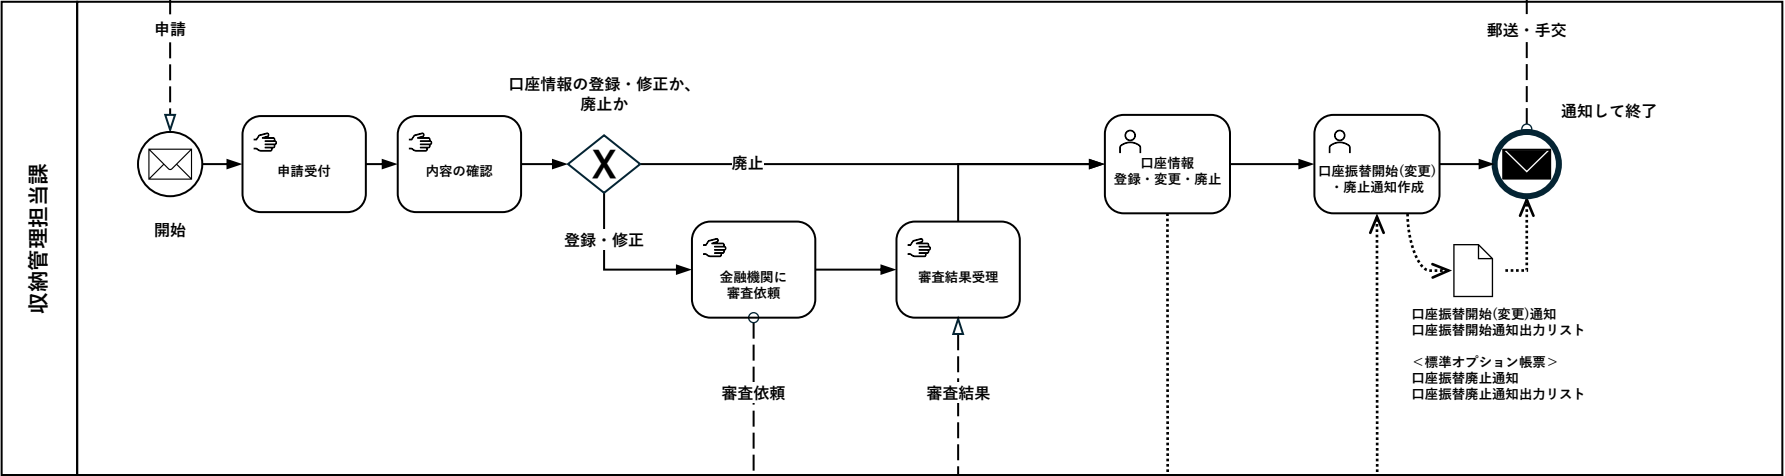 収納管理担当課
申請
開始
申請受付
内容の確認
口座情報の登録・修正か、
廃止か
X
廃止
登録・修正
金融機関に
審査依頼
審査結果受理
審査依頼
審査結果
口座情報
登録・変更・廃止
口座振替開始(変更)
・廃止通知作成
郵送・手交
通知して終了
口座振替開始(変更)通知
口座振替開始通知出力リスト
＜標準オプション帳票＞
口座振替廃止通知
口座振替廃止通知出力リスト